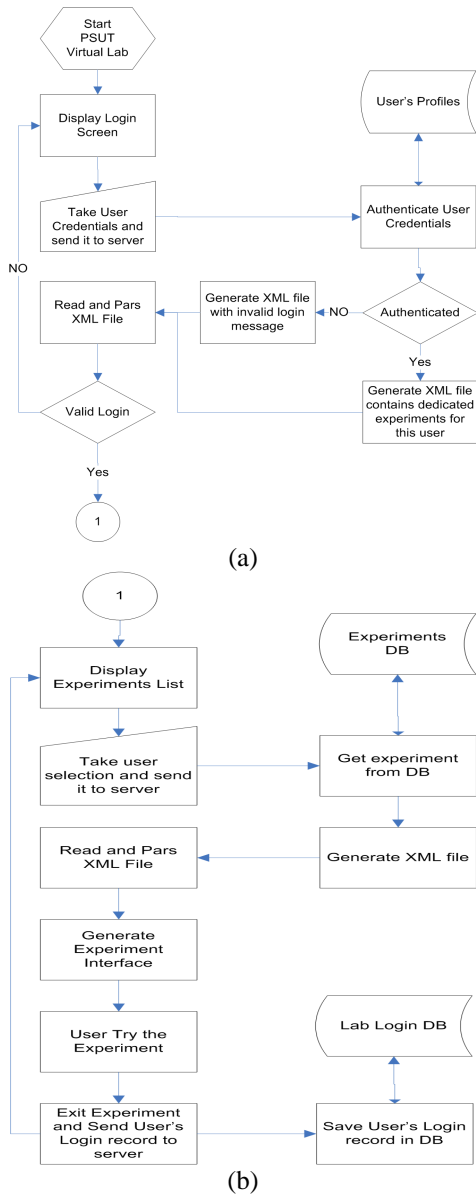 Start
PSUT
Virtual Lab
Display Login
Screen
User's Profiles
Take User
Credentials and
send it to server
Authenticate User
Credentials
NO
Read and Pars
XML File
Generate XML file
with invalid login
message
NO
Authenticated
Yes
Valid Login
Generate XML file
contains dedicated
experiments for
this user
Yes
1
(a)
1
Display
Experiments List
Experiments
DB
Take user
selection and send
it to server
Get experiment
from DB
Read and Pars
XML File
Generate XML file
Generate
Experiment
Interface
User Try the
Experiment
Lab Login DB
Exit Experiment
and Send User's
Login record to
server
Save User's Login
record in DB
(b)